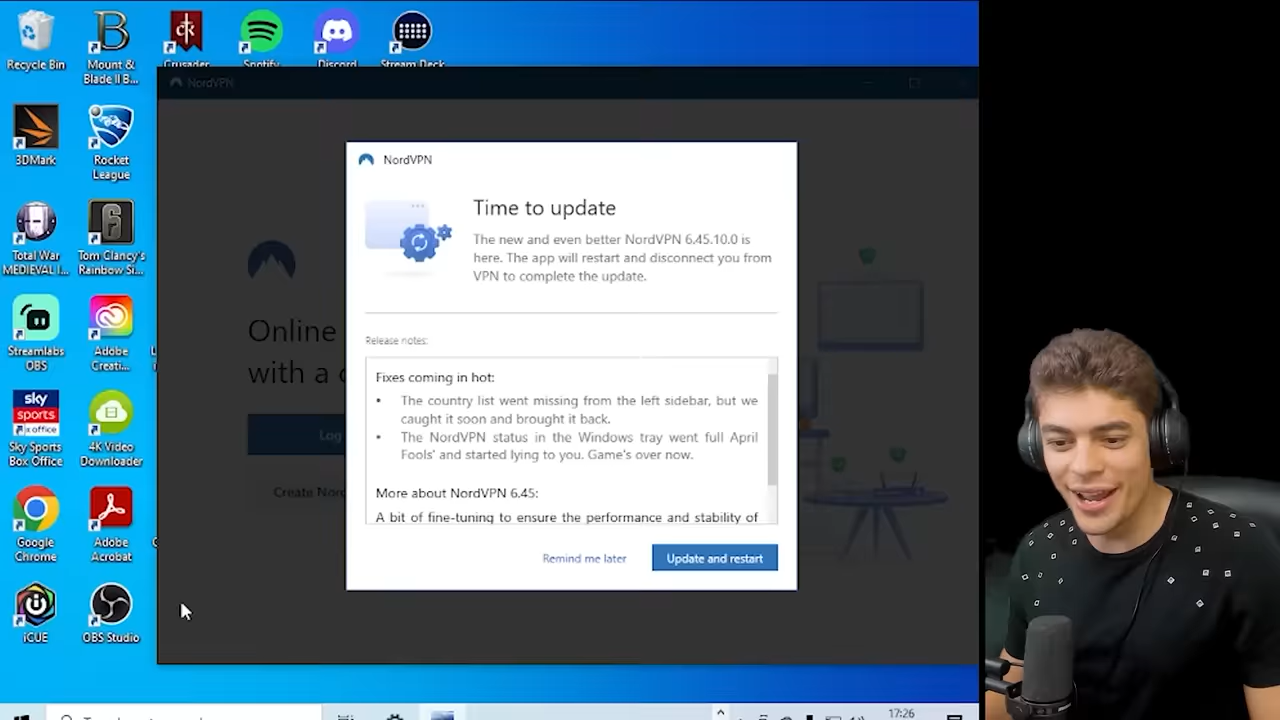 Recycle Bin
Mount &
Blade II B...
Crusader
Spotify
Discord
Stream Deck
NordVPN
3DMark
Rocket
League
NordVPN
Time to update
The new and even better NordVPN 6.45.10.0 is
here. The app will restart and disconnect you from
VPN to complete the update.
Total War
MEDIEVAL I...
Tom Clancy's
Rainbow Si...
Online
with a
Release notes:
Fixes coming in hot:
• The country list went missing from the left sidebar, but we
caught it soon and brought it back.
• The NordVPN status in the Windows tray went full April
Fools' and started lying to you. Game's over now.
More about NordVPN 6.45:
A bit of fine-tuning to ensure the performance and stability of
Streamlabs
OBS
Adobe
Creati...
sky
sports
box office
Sky Sports
Box Office
4K Video
Downloader
Log
Create Nord
Google
Chrome
Adobe
Acrobat
Remind me later
Update and restart
iCUE
OBS Studio
17:26